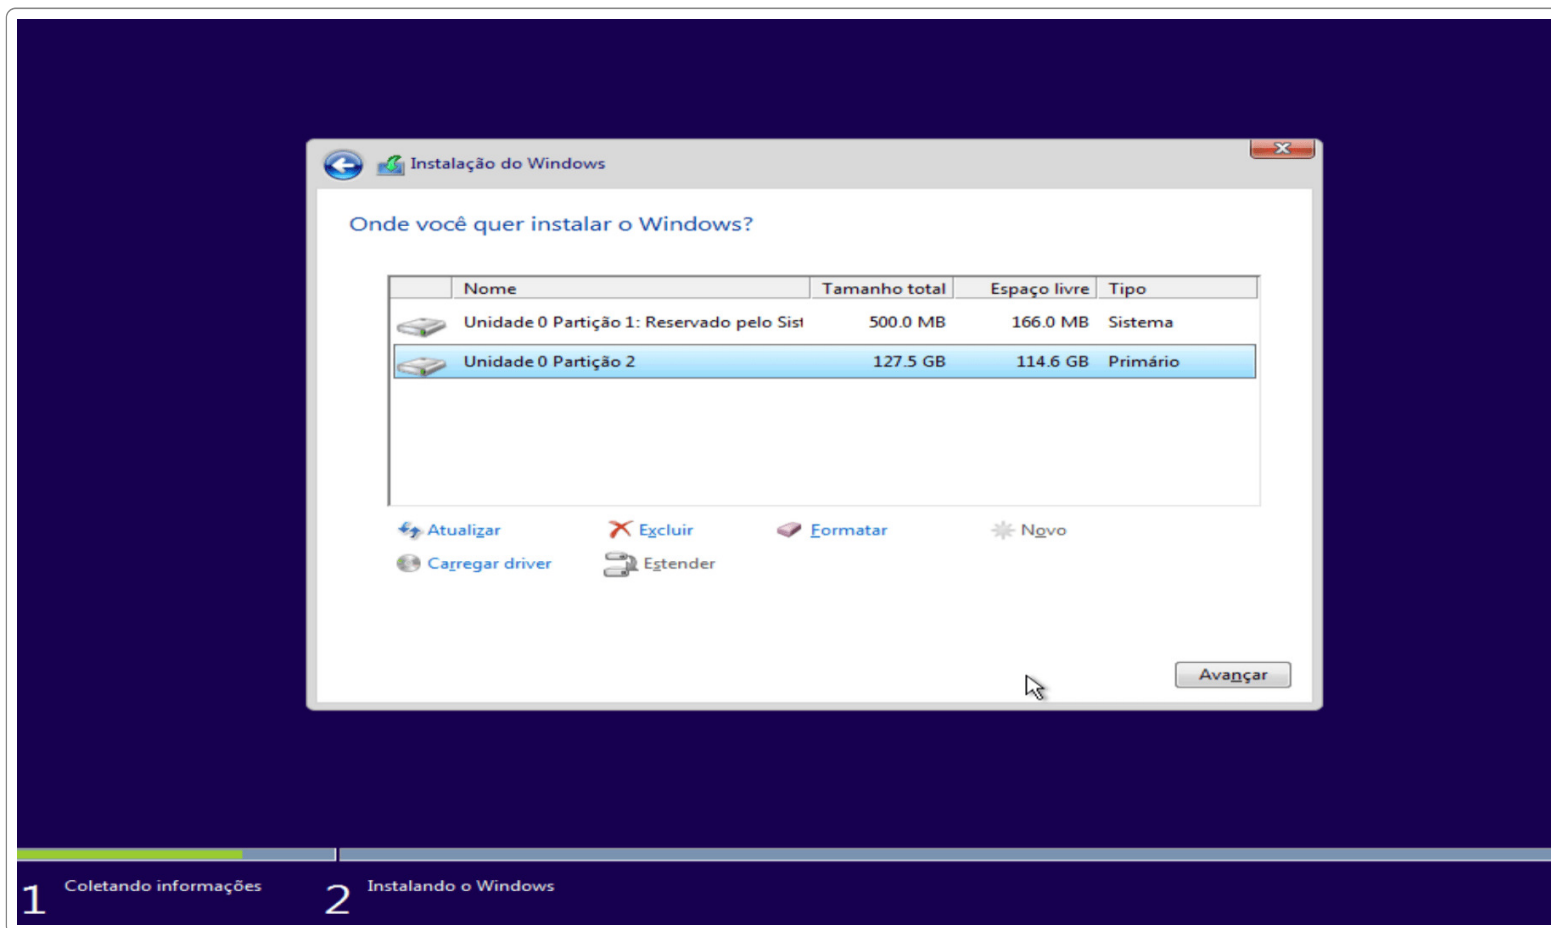 Instalação do Windows
Onde você quer instalar o Windows?
Nome Tamanho total Espaço livre Tipo
Unidade 0 Partição 1: Reservado pelo Sist 500.0 MB 166.0 MB Sistema
Unidade 0 Partição 2 127.5 GB 114.6 GB Primário
Atualizar Excluir Formatar Novo
Carregar driver Estender
Avançar
1 Coletando informações 2 Instalando o Windows